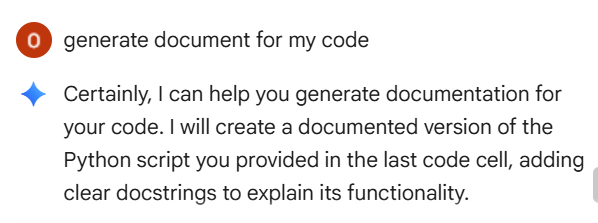 O generate document for my code
Certainly, I can help you generate documentation for
your code. I will create a documented version of the
Python script you provided in the last code cell, adding
clear docstrings to explain its functionality.